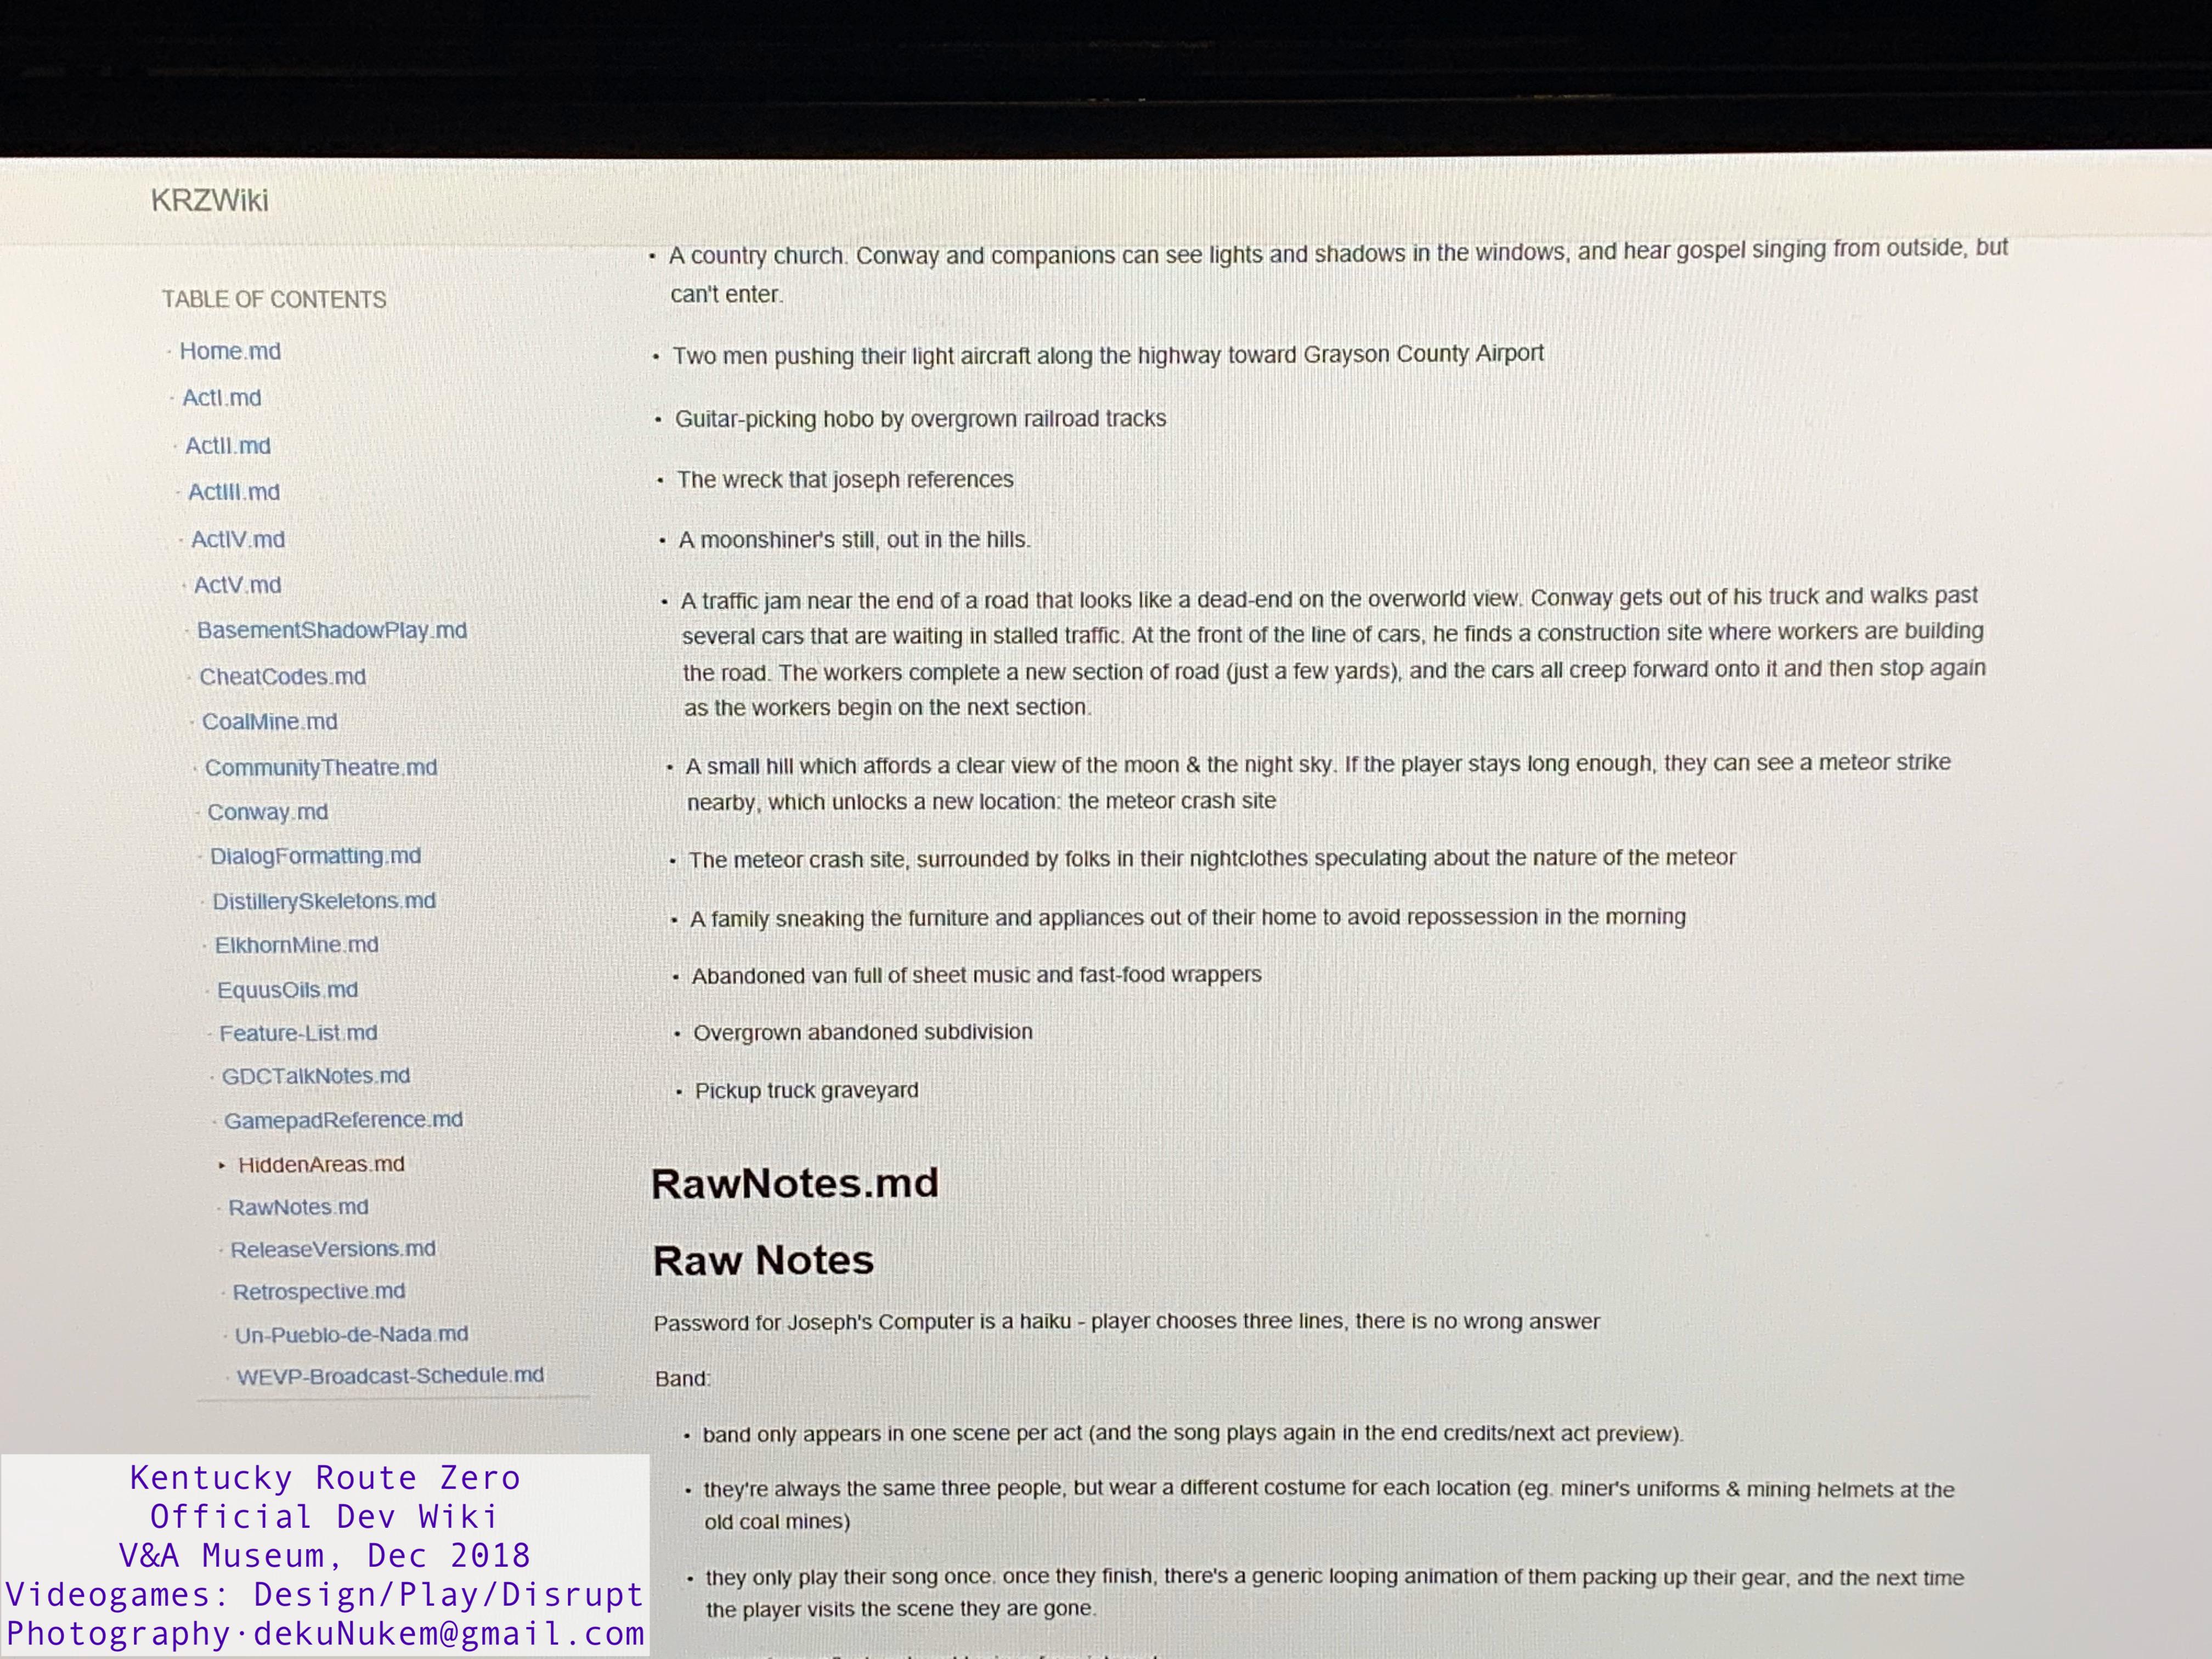 KRZWiki
TABLE OF CONTENTS
Home.md
ActI.md
ActII.md
ActIII.md
ActIV.md
ActV.md
BasementShadowPlay.md
CheatCodes.md
CoalMine.md
CommunityTheatre.md
Conway.md
DialogFormatting.md
DistillerySkeletons.md
ElkhornMine.md
EquusOils.md
Feature-List.md
GDCTalkNotes.md
GamepadReference.md
HiddenAreas.md
RawNotes.md
ReleaseVersions.md
Retrospective.md
Un-Pueblo-de-Nada.md
WEVP-Broadcast-Schedule.md
• A country church. Conway and companions can see lights and shadows in the windows, and hear gospel singing from outside, but
can't enter.
• Two men pushing their light aircraft along the highway toward Grayson County Airport
• Guitar-picking hobo by overgrown railroad tracks
• The wreck that joseph references
• A moonshiner's still, out in the hills.
• A traffic jam near the end of a road that looks like a dead-end on the overworld view. Conway gets out of his truck and walks past
several cars that are waiting in stalled traffic. At the front of the line of cars, he finds a construction site where workers are building
the road. The workers complete a new section of road (just a few yards), and the cars all creep forward onto it and then stop again
as the workers begin on the next section.
• A small hill which affords a clear view of the moon & the night sky. If the player stays long enough, they can see a meteor strike
nearby, which unlocks a new location: the meteor crash site
• The meteor crash site, surrounded by folks in their nightclothes speculating about the nature of the meteor
• A family sneaking the furniture and appliances out of their home to avoid repossession in the morning
• Abandoned van full of sheet music and fast-food wrappers
• Overgrown abandoned subdivision
• Pickup truck graveyard
RawNotes.md
Raw Notes
Password for Joseph's Computer is a haiku - player chooses three lines, there is no wrong answer
Band:
• band only appears in one scene per act (and the song plays again in the end credits/next act preview).
• they're always the same three people, but wear a different costume for each location (eg. miner's uniforms & mining helmets at the
old coal mines)
• they only play their song once. once they finish, there's a generic looping animation of them packing up their gear, and the next time
the player visits the scene they are gone.
Kentucky Route Zero
Official Dev Wiki
V&A Museum, Dec 2018
Videogames: Design/Play/Disrupt
Photography·dekuNukem@gmail.com